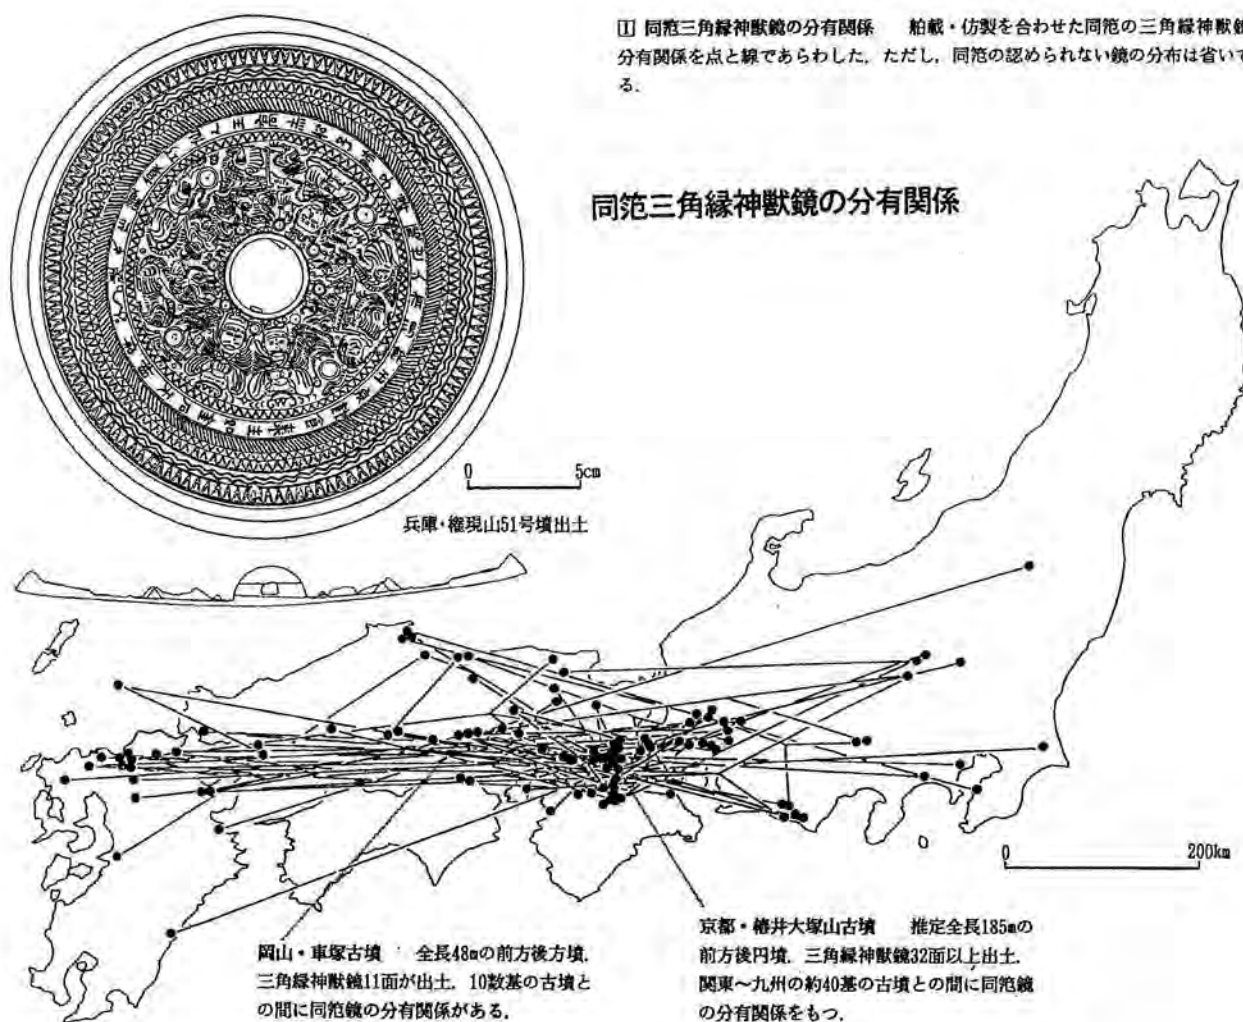 ① 同笵三角縁神獣鏡の分有関係 舶載・仿製を合わせた同笵の三角縁神獣鏡
分有関係を点と線であらわした．ただし，同笵の認められない鏡の分布は省いて
る．
同笵三角縁神獣鏡の分有関係
0 5cm
兵庫・権現山51号墳出土
0 200km
岡山・車塚古墳 全長48mの前方後方墳．
三角縁神獣鏡11面が出土．10数基の古墳と
の間に同笵鏡の分有関係がある．
京都・椿井大塚山古墳 推定全長185mの
前方後円墳．三角縁神獣鏡32面以上出土．
関東～九州の約40基の古墳との間に同笵鏡
の分有関係をもつ．